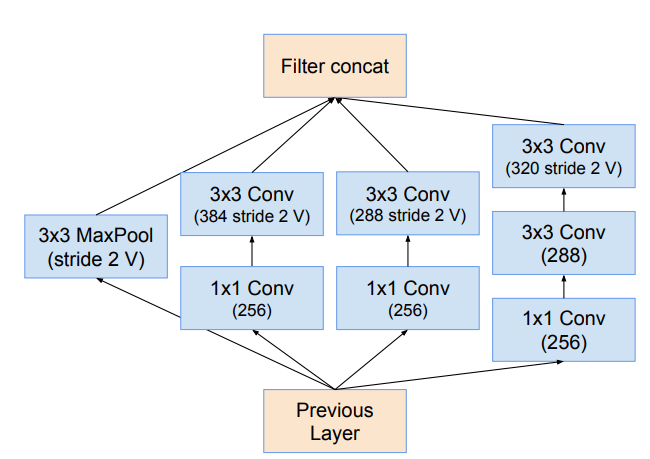 Filter concat
3x3 Conv
(320 stride 2 V)
3x3 Conv
(384 stride 2 V)
3x3 Conv
(288 stride 2 V)
3x3 MaxPool
(stride 2 V)
3x3 Conv
(288)
1x1 Conv
(256)
1x1 Conv
(256)
1x1 Conv
(256)
Previous
Layer